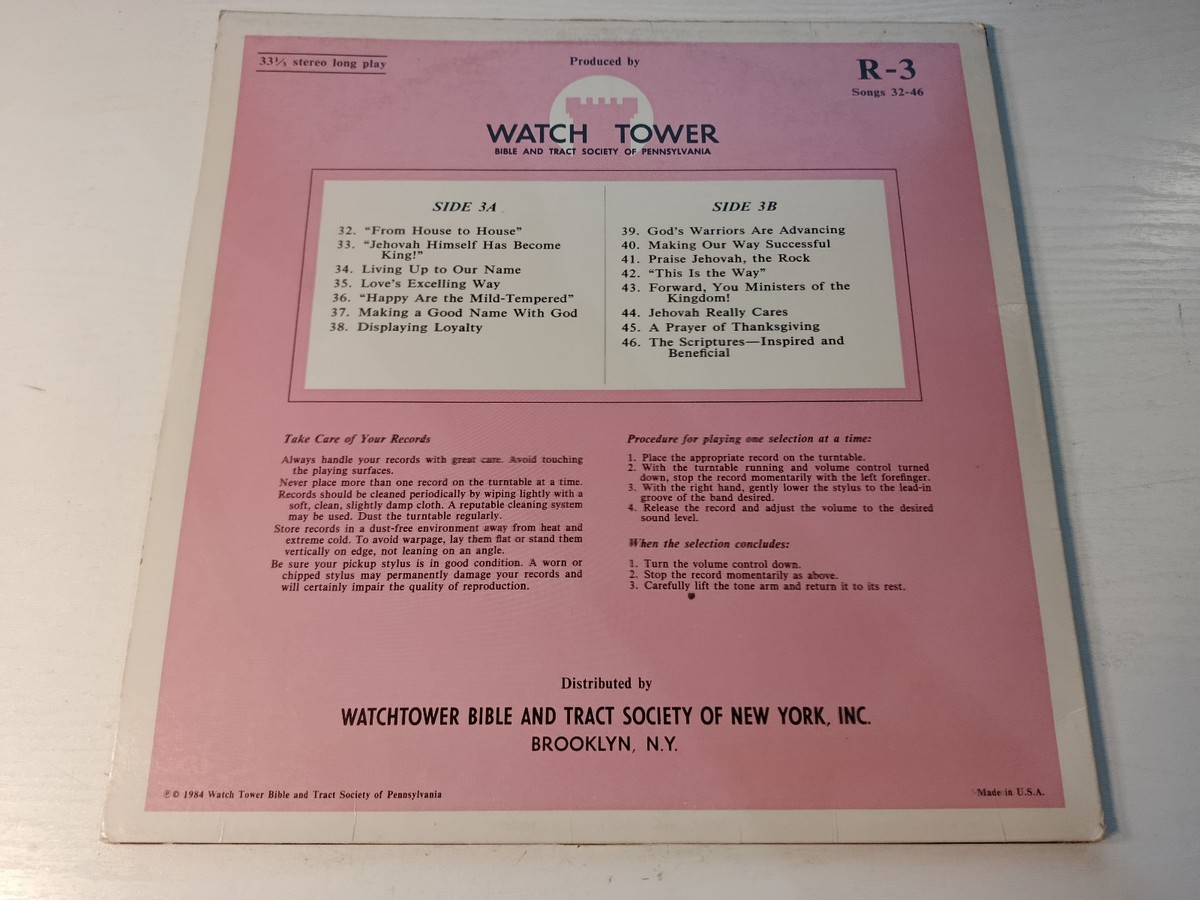 33⅓ stereo long play
Produced by
R-3
Songs 32-46
WATCH TOWER
BIBLE AND TRACT SOCIETY OF PENNSYLVANIA
SIDE 3A
32. “From House to House”
33. “Jehovah Himself Has Become
King!”
34. Living Up to Our Name
35. Love’s Excelling Way
36. “Happy Are the Mild-Tempered”
37. Making a Good Name With God
38. Displaying Loyalty
SIDE 3B
39. God’s Warriors Are Advancing
40. Making Our Way Successful
41. Praise Jehovah, the Rock
42. “This Is the Way”
43. Forward, You Ministers of the
Kingdom!
44. Jehovah Really Cares
45. A Prayer of Thanksgiving
46. The Scriptures—Inspired and
Beneficial
Take Care of Your Records
Always handle your records with great care. Avoid touching
the playing surfaces.
Never place more than one record on the turntable at a time.
Records should be cleaned periodically by wiping lightly with a
soft, clean, slightly damp cloth. A reputable cleaning system
may be used. Dust the turntable regularly.
Store records in a dust-free environment away from heat and
extreme cold. To avoid warpage, lay them flat or stand them
vertically on edge, not leaning on an angle.
Be sure your pickup stylus is in good condition. A worn or
chipped stylus may permanently damage your records and
will certainly impair the quality of reproduction.
Procedure for playing one selection at a time:
1. Place the appropriate record on the turntable.
2. With the turntable running and volume control turned
down, stop the record momentarily with the left forefinger.
3. With the right hand, gently lower the stylus to the lead-in
groove of the band desired.
4. Release the record and adjust the volume to the desired
sound level.
When the selection concludes:
1. Turn the volume control down.
2. Stop the record momentarily as above.
3. Carefully lift the tone arm and return it to its rest.
Distributed by
WATCHTOWER BIBLE AND TRACT SOCIETY OF NEW YORK, INC.
BROOKLYN, N.Y.
℗ © 1984 Watch Tower Bible and Tract Society of Pennsylvania
Made in U.S.A.